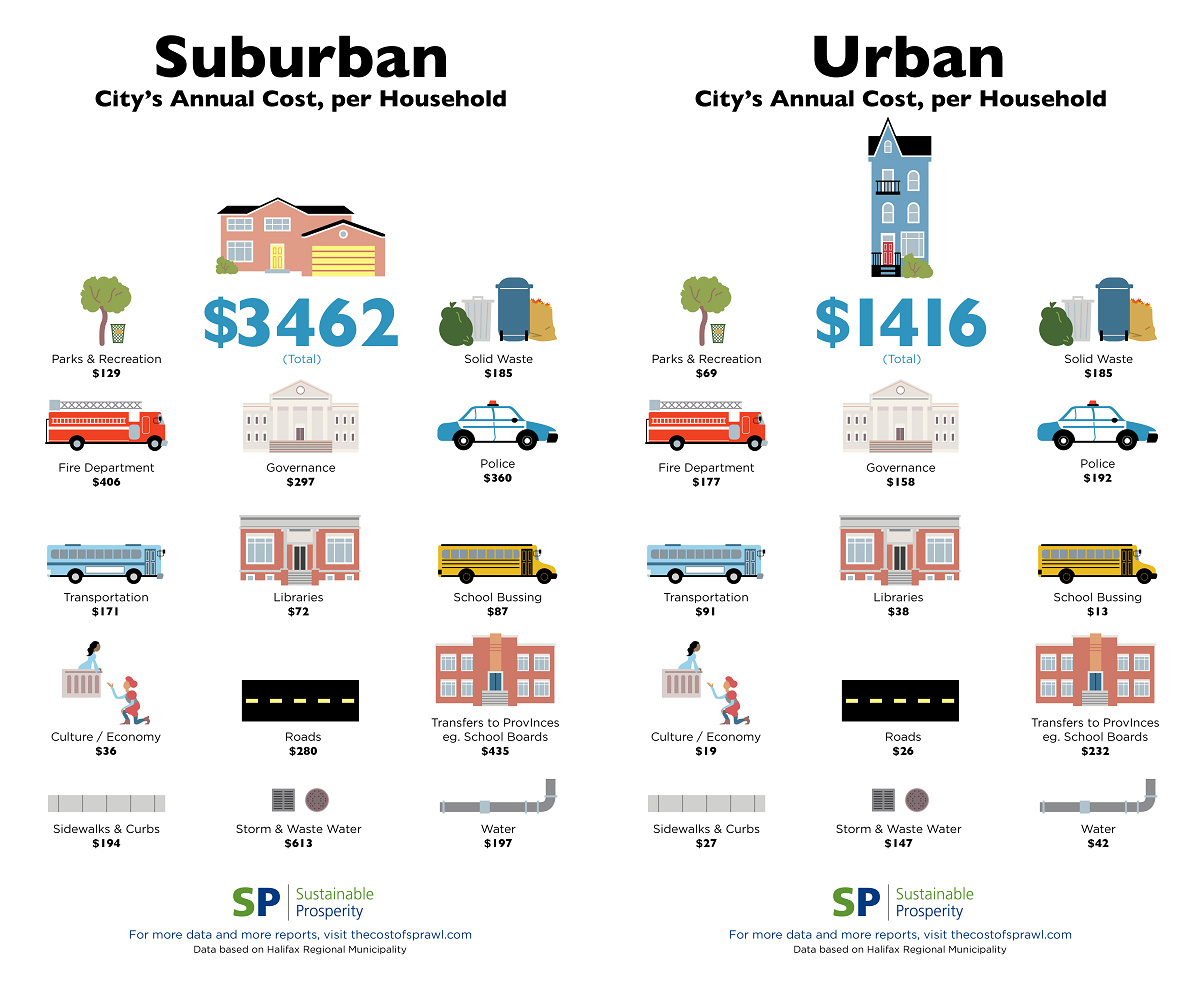 Suburban
City's Annual Cost, per Household
$3462
(Total)
Parks & Recreation
$129
Solid Waste
$185
Fire Department
$406
Governance
$297
Police
$360
Transportation
$171
Libraries
$72
School Bussing
$87
Culture / Economy
$36
Roads
$280
Transfers to ProvInces
eg. School Boards
$435
Sidewalks & Curbs
$194
Storm & Waste Water
$613
Water
$197
SP Sustainable
Prosperity
For more data and more reports, visit thecostofsprawl.com
Data based on Halifax Regional Municipality
Urban
City's Annual Cost, per Household
$1416
(Total)
Parks & Recreation
$69
Solid Waste
$185
Fire Department
$177
Governance
$158
Police
$192
Transportation
$91
Libraries
$38
School Bussing
$13
Culture / Economy
$19
Roads
$26
Transfers to ProvInces
eg. School Boards
$232
Sidewalks & Curbs
$27
Storm & Waste Water
$147
Water
$42
SP Sustainable
Prosperity
For more data and more reports, visit thecostofsprawl.com
Data based on Halifax Regional Municipality